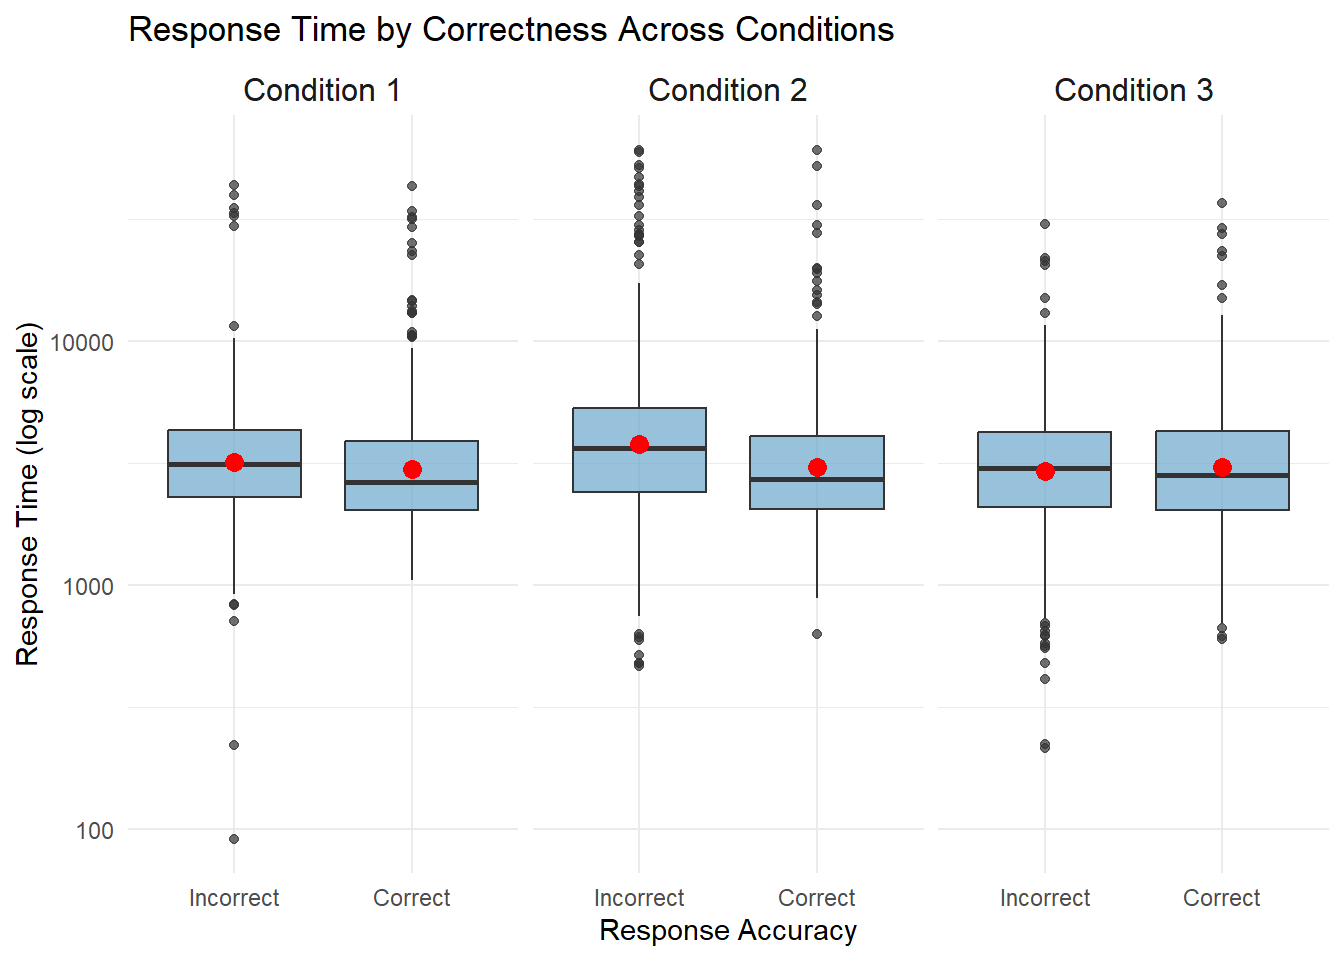 Response Time by Correctness Across Conditions
Condition 1
Condition 2
Condition 3
Response Time (log scale)
10000
1000
100
Incorrect
Correct
Incorrect
Correct
Incorrect
Correct
Response Accuracy